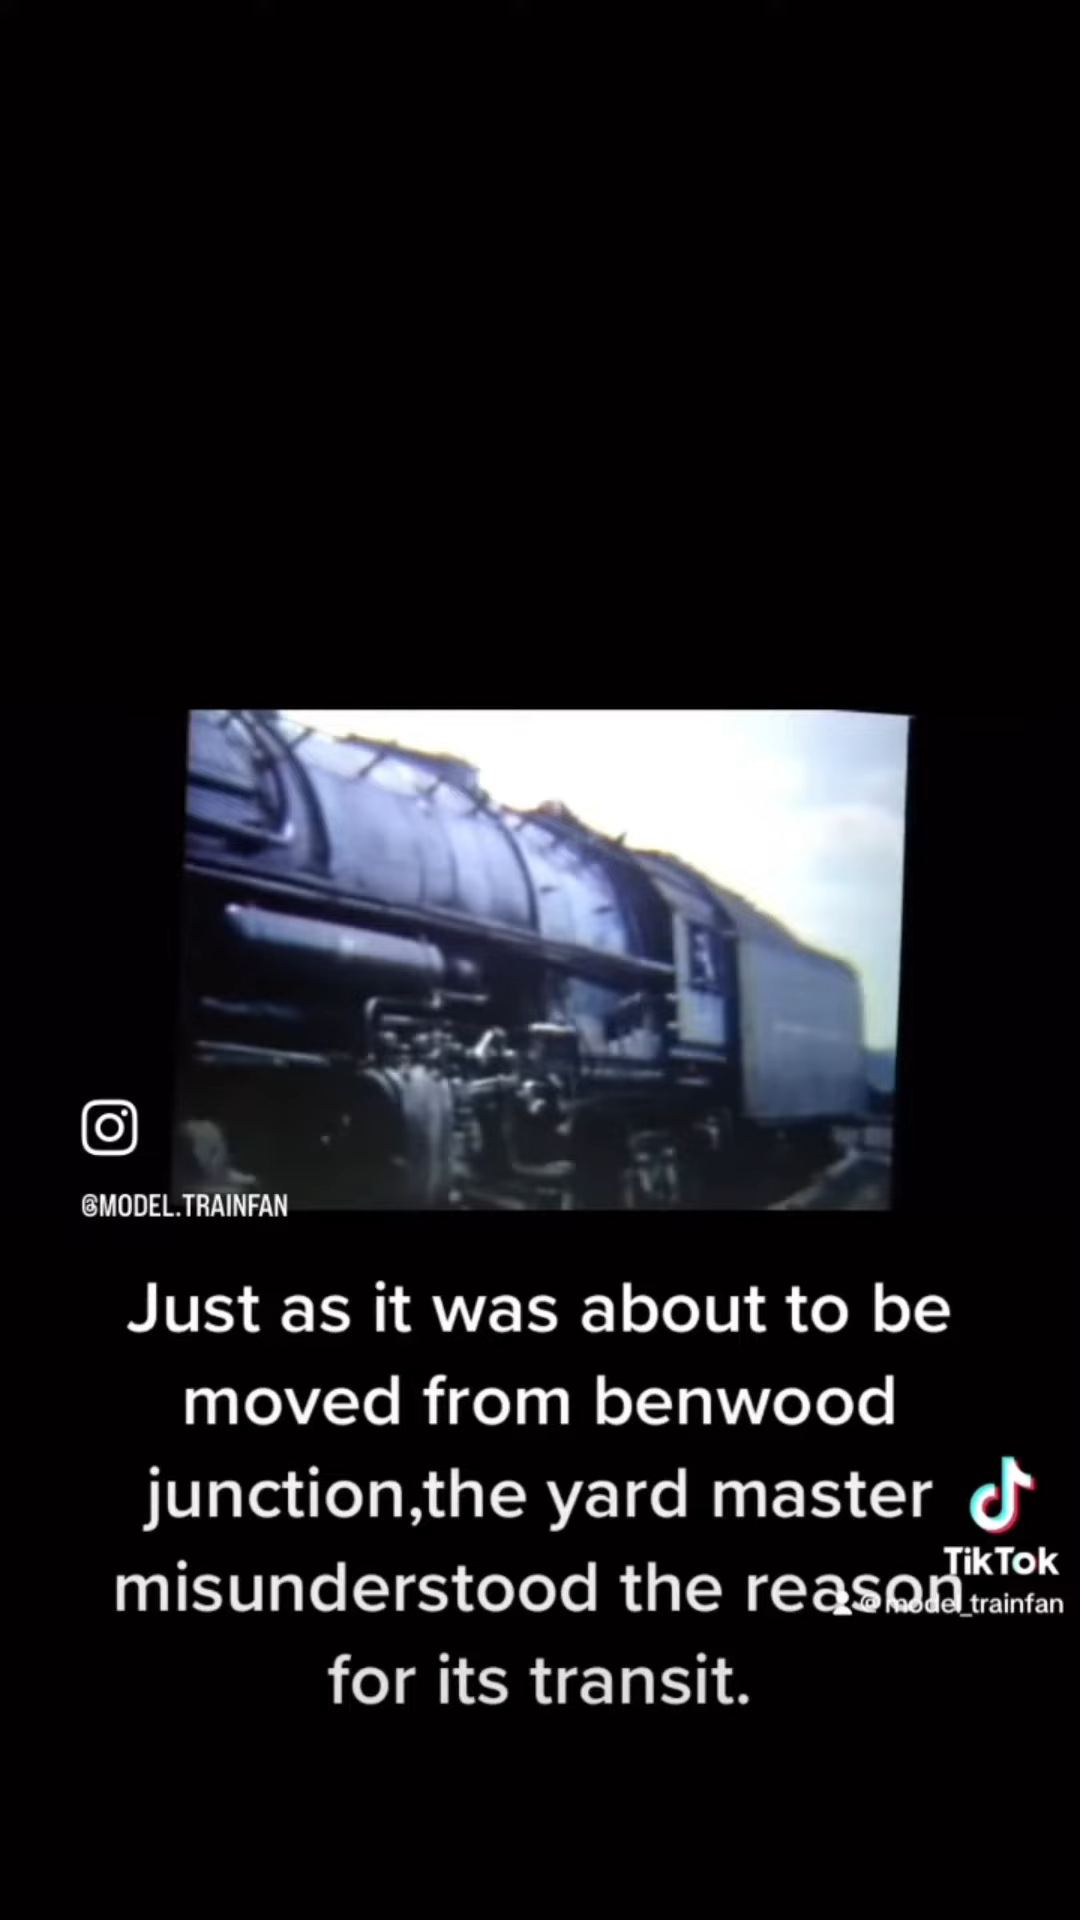 @MODEL.TRAINFAN
Just as it was about to be
moved from benwood
junction,the yard master
misunderstood the reason
for its transit.
TikTok
@model_trainfan